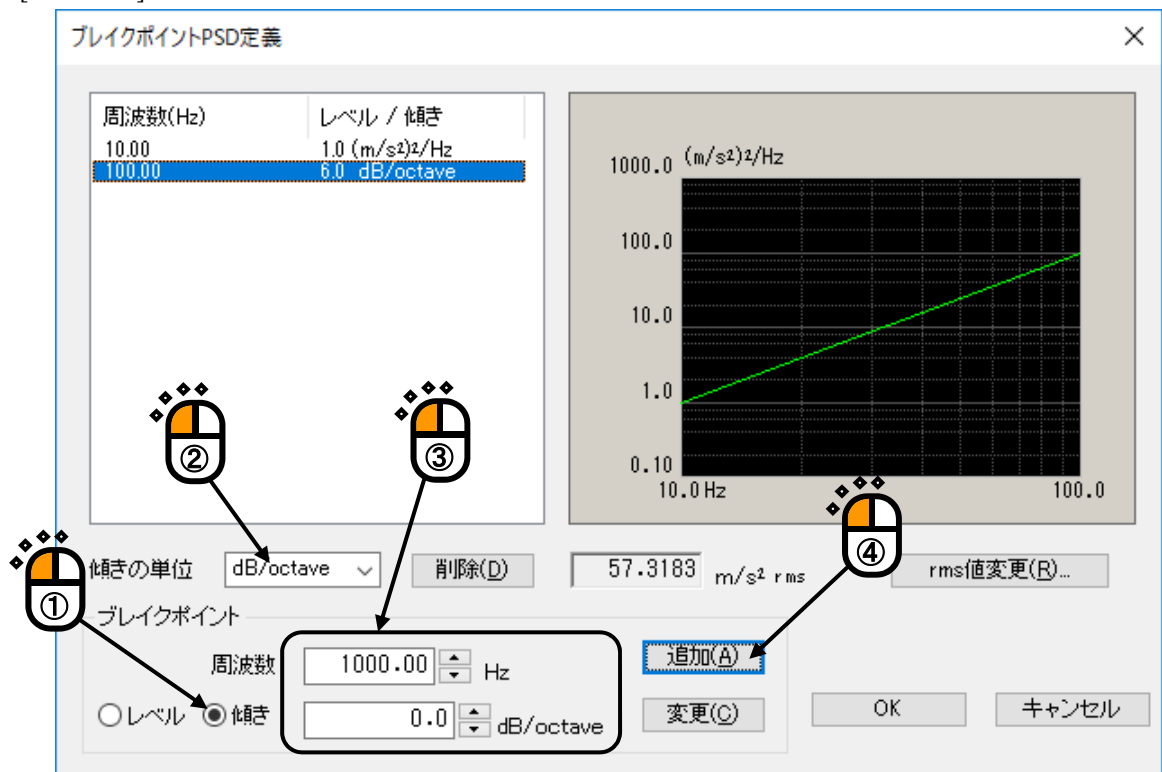 ブレイクポイントPSD定義
周波数(Hz) レベル / 傾き
10.00 1.0 (m/s²)²/Hz
100.00 6.0 dB/octave
1000.0 (m/s²)²/Hz
100.0
10.0
1.0
0.10
10.0 Hz 100.0
② ③ ④ ①
傾きの単位 dB/octave 削除(D) 57.3183 m/s² rms rms値変更(R)...
ブレイクポイント
周波数 1000.00 Hz 追加(A)
レベル 傾き 0.0 dB/octave 変更(C) OK キャンセル